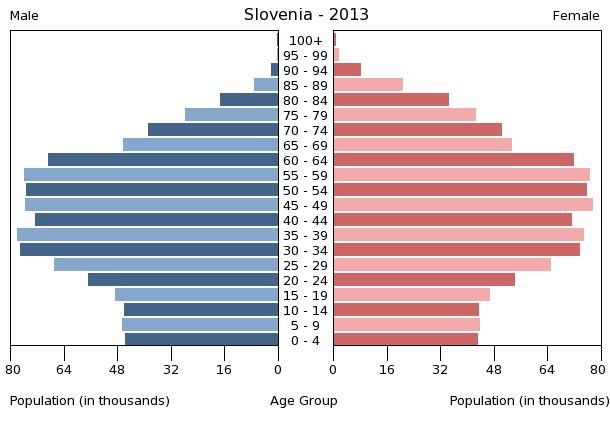 Male Slovenia - 2013 Female
100+
95 - 99
90 - 94
85 - 89
80 - 84
75 - 79
70 - 74
65 - 69
60 - 64
55 - 59
50 - 54
45 - 49
40 - 44
35 - 39
30 - 34
25 - 29
20 - 24
15 - 19
10 - 14
5 - 9
0 - 4
80 64 48 32 16 0 0 16 32 48 64 80
Population (in thousands) Age Group Population (in thousands)